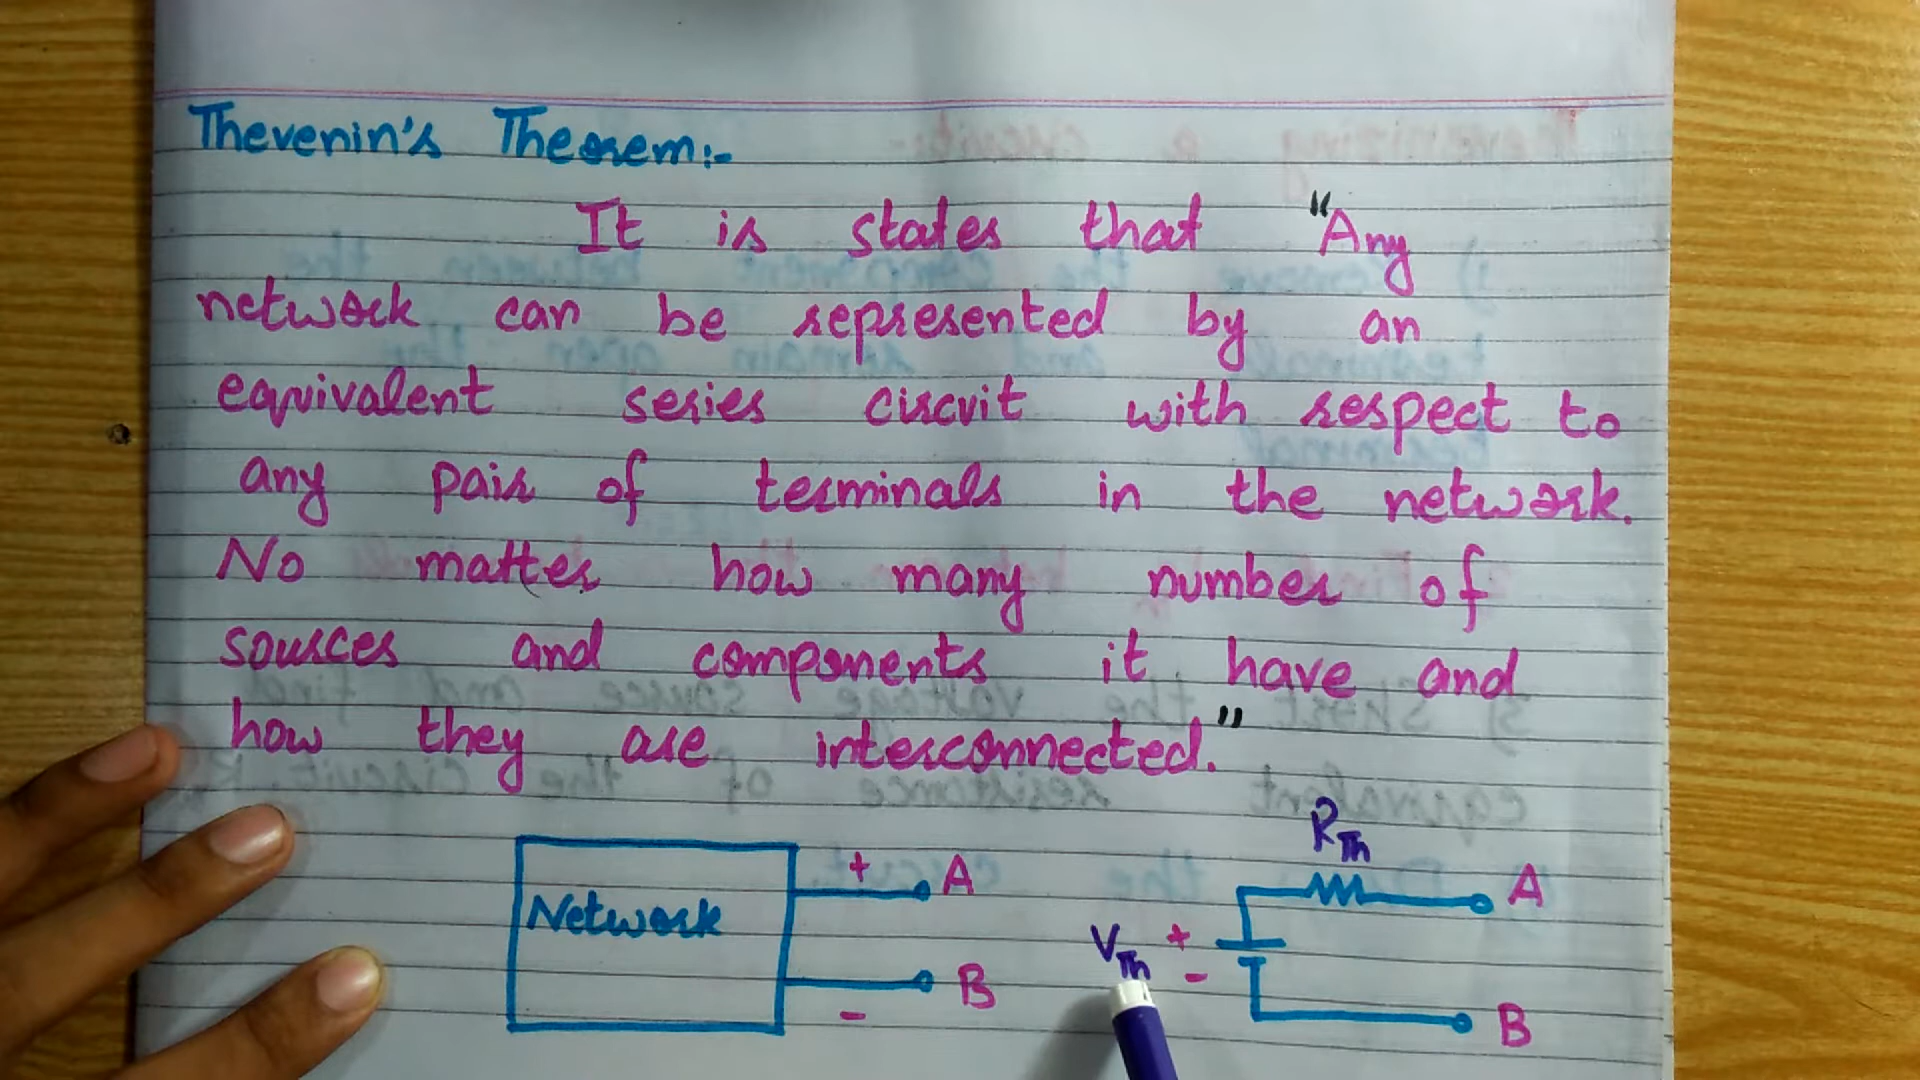 Thevenin's Theorem:-
It is states that "Any
network can be represented by an
equivalent series circuit with respect to
any pair of terminals in the network.
No matter how many number of
sources and components it have and
how they are interconnected."
RTh
+ A A
Network
VTh +
-
B
- B